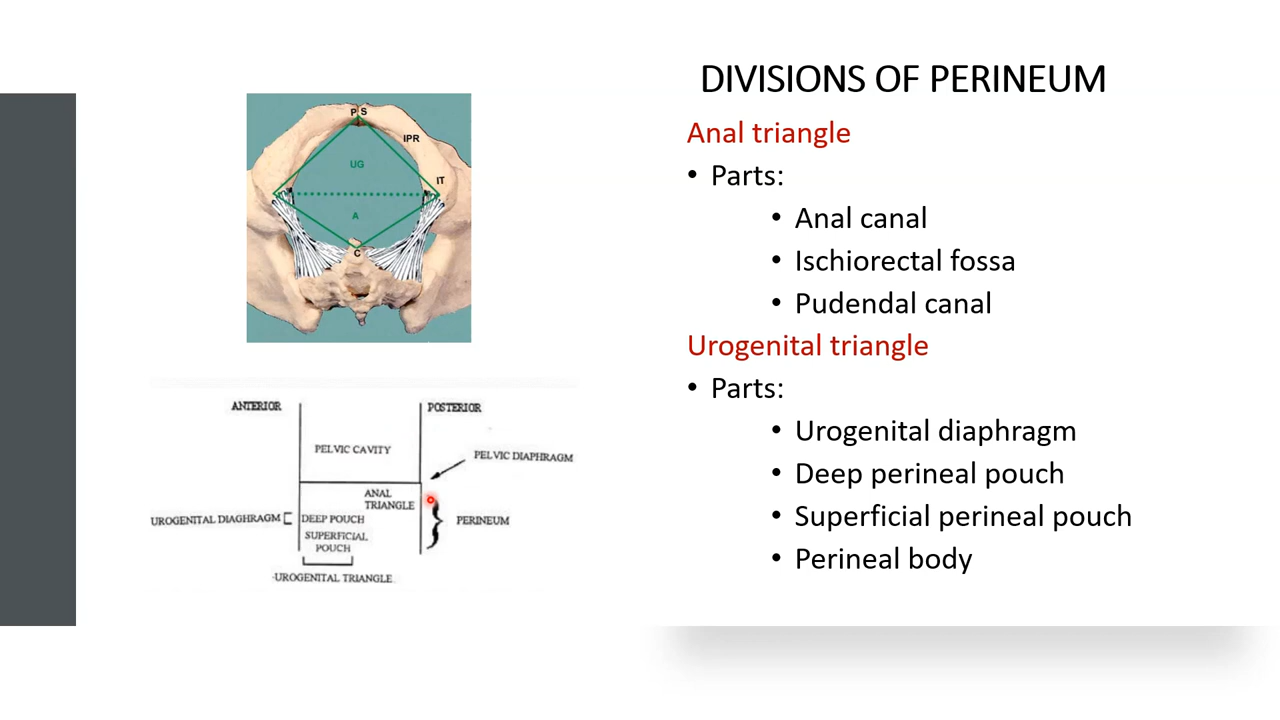 DIVISIONS OF PERINEUM
P S
IPR
UG
IT
A
C
Anal triangle
• Parts:
• Anal canal
• Ischiorectal fossa
• Pudendal canal
Urogenital triangle
• Parts:
• Urogenital diaphragm
• Deep perineal pouch
• Superficial perineal pouch
• Perineal body
ANTERIOR
POSTERIOR
PELVIC CAVITY
PELVIC DIAPHRAGM
ANAL
TRIANGLE
UROGENITAL DIAGHRAGM
DEEP POUCH
PERINEUM
SUPERFICIAL
POUCH
UROGENITAL TRIANGLE